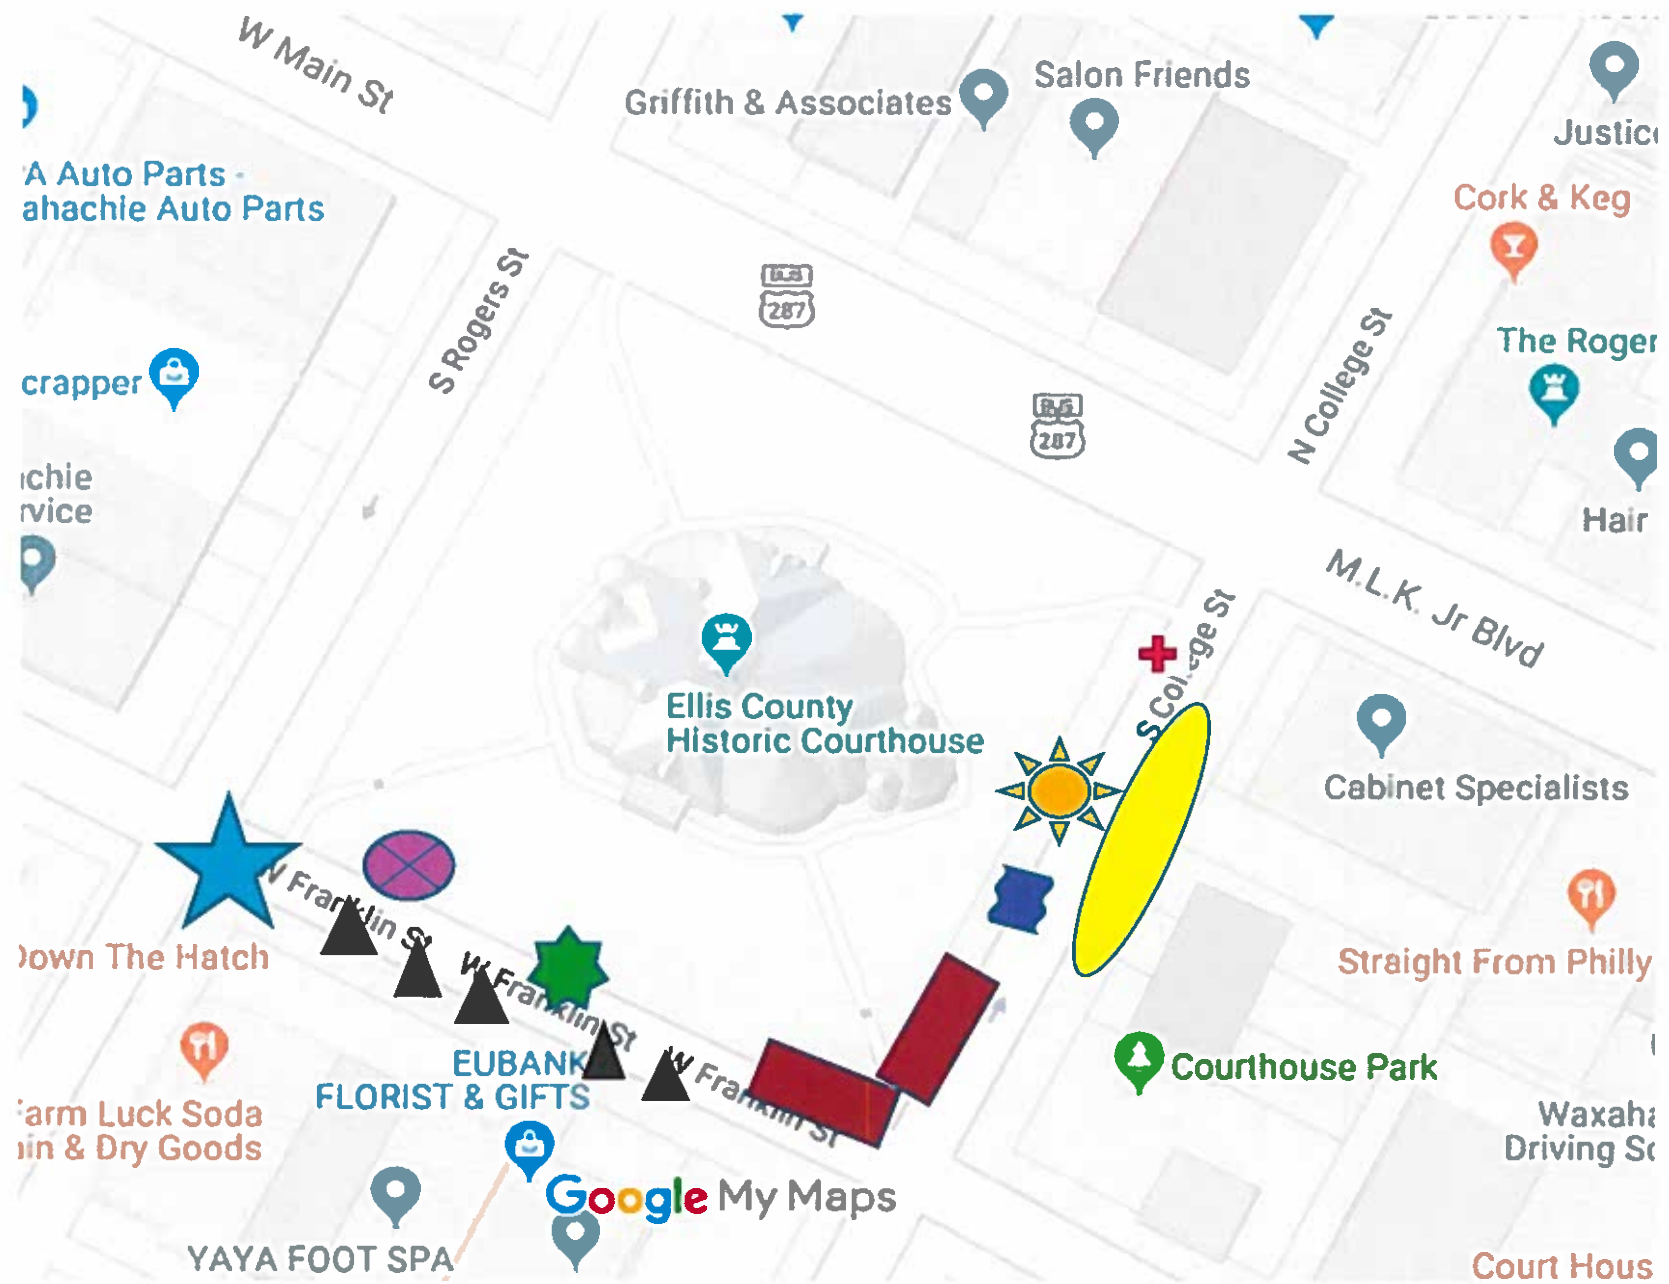 W Main St
Griffith & Associates
Salon Friends
Justic
A Auto Parts -
ahachie Auto Parts
Cork & Keg
S Rogers St
287
N College St
The Roger
crapper
287
chie
rvice
Hair
M.L.K. Jr Blvd
S College St
Ellis County
Historic Courthouse
Cabinet Specialists
W Franklin St
Down The Hatch
W Franklin St
Straight From Philly
EUBANK
FLORIST & GIFTS
W Franklin St
Courthouse Park
arm Luck Soda
in & Dry Goods
Waxaha
Driving Sc
Google My Maps
YAYA FOOT SPA
Court Hous